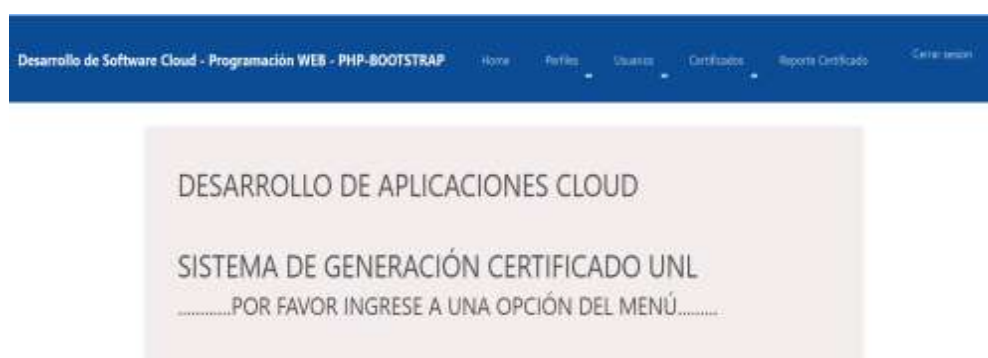 Desarrollo de Software Cloud - Programación WEB - PHP-BOOTSTRAP Home Perfiles Usuarios Certificados Reporte Certificado Cerrar sesion
DESARROLLO DE APLICACIONES CLOUD
SISTEMA DE GENERACIÓN CERTIFICADO UNL
............POR FAVOR INGRESE A UNA OPCIÓN DEL MENÚ.........